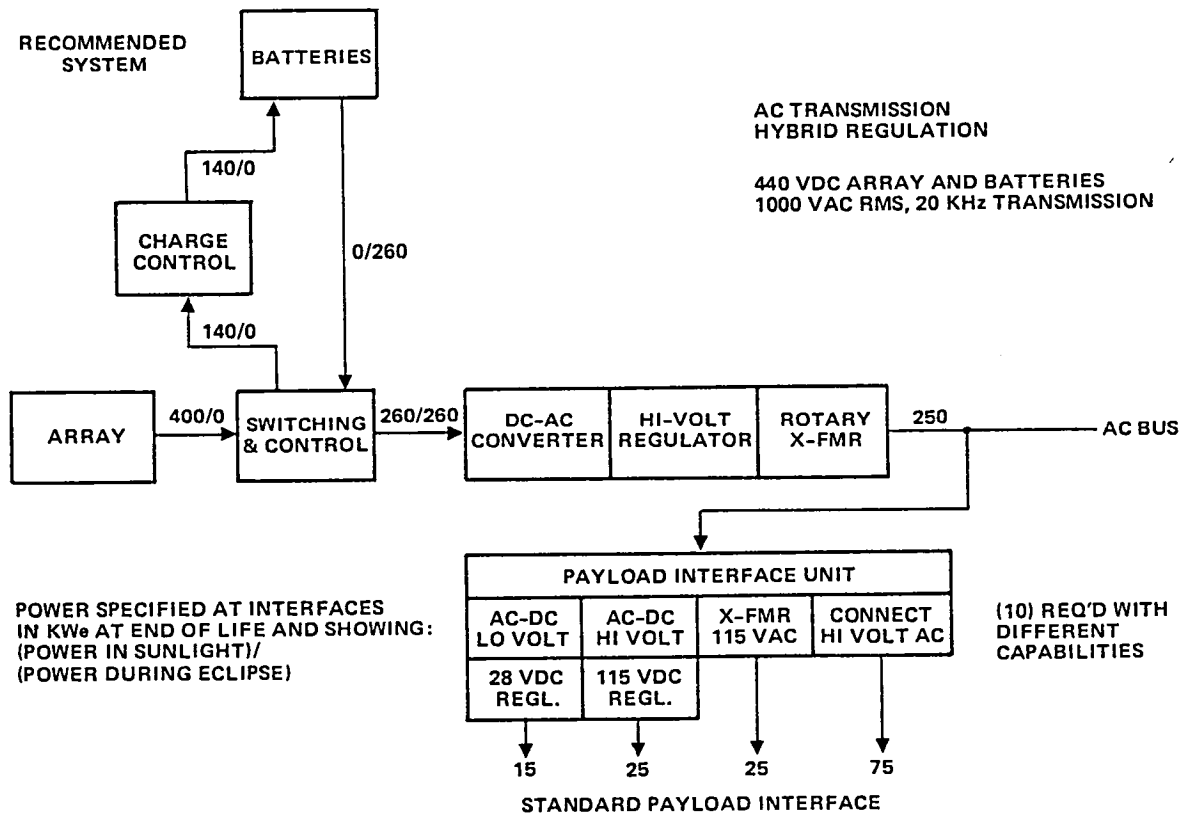 RECOMMENDED
SYSTEM
BATTERIES
AC TRANSMISSION
HYBRID REGULATION
440 VDC ARRAY AND BATTERIES
1000 VAC RMS, 20 KHz TRANSMISSION
140/0
CHARGE
CONTROL
0/260
140/0
ARRAY
400/0
SWITCHING
& CONTROL
260/260
DC-AC
CONVERTER
HI-VOLT
REGULATOR
ROTARY
X-FMR
250
AC BUS
PAYLOAD INTERFACE UNIT
AC-DC
LO VOLT
AC-DC
HI VOLT
X-FMR
115 VAC
CONNECT
HI VOLT AC
28 VDC
REGL.
115 VDC
REGL.
(10) REQ'D WITH
DIFFERENT
CAPABILITIES
POWER SPECIFIED AT INTERFACES
IN KWe AT END OF LIFE AND SHOWING:
(POWER IN SUNLIGHT)/
(POWER DURING ECLIPSE)
15
25
25
75
STANDARD PAYLOAD INTERFACE